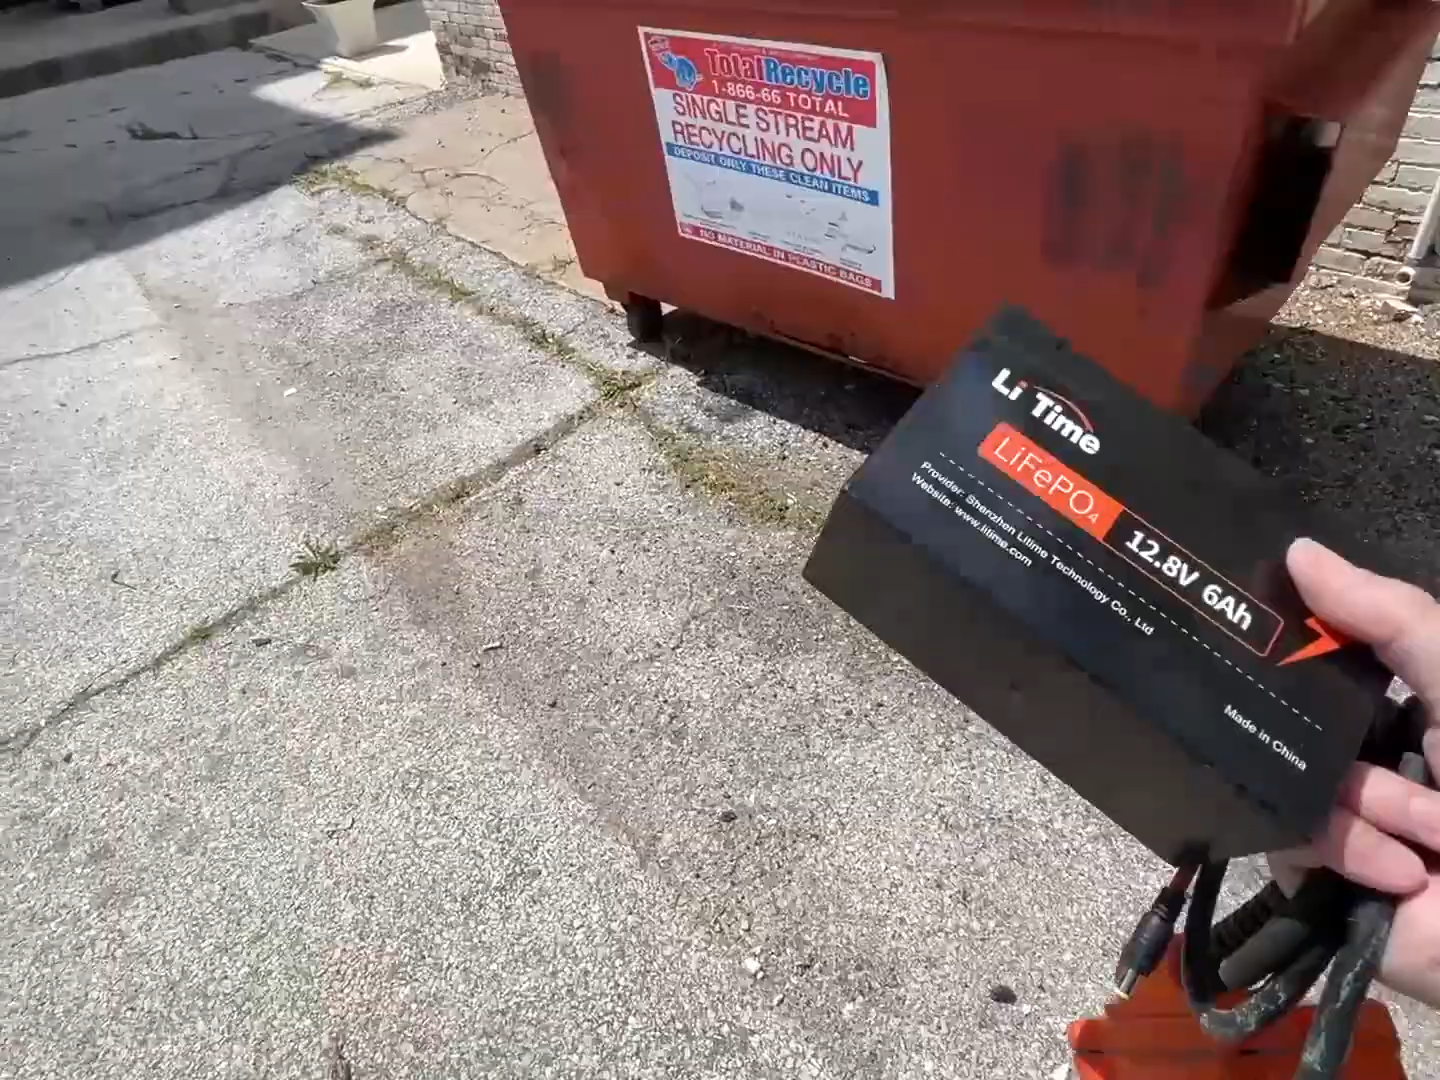 TotalRecycle
1-866-66 TOTAL
SINGLE STREAM
RECYCLING ONLY
DEPOSIT ONLY THESE CLEAN ITEMS
NO MATERIAL IN PLASTIC BAGS
Li Time
LiFePO4
12.8V 6Ah
Provider: Shenzhen Litime Technology Co., Ltd
Website: www.litime.com
Made in China